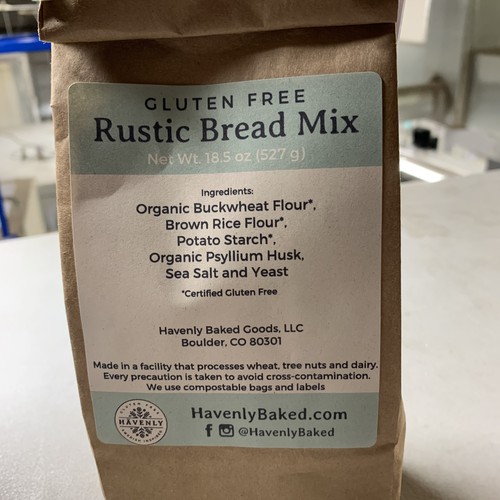 GLUTEN FREE
Rustic Bread Mix
Net Wt. 18.5 oz (527 g)
Ingredients:
Organic Buckwheat Flour*,
Brown Rice Flour*,
Potato Starch*,
Organic Psyllium Husk,
Sea Salt and Yeast
*Certified Gluten Free
Havenly Baked Goods, LLC
Boulder, CO 80301
Made in a facility that processes wheat, tree nuts and dairy.
Every precaution is taken to avoid cross-contamination.
We use compostable bags and labels
GLUTEN FREE
HÄVENLY
HavenlyBaked.com
@HavenlyBaked